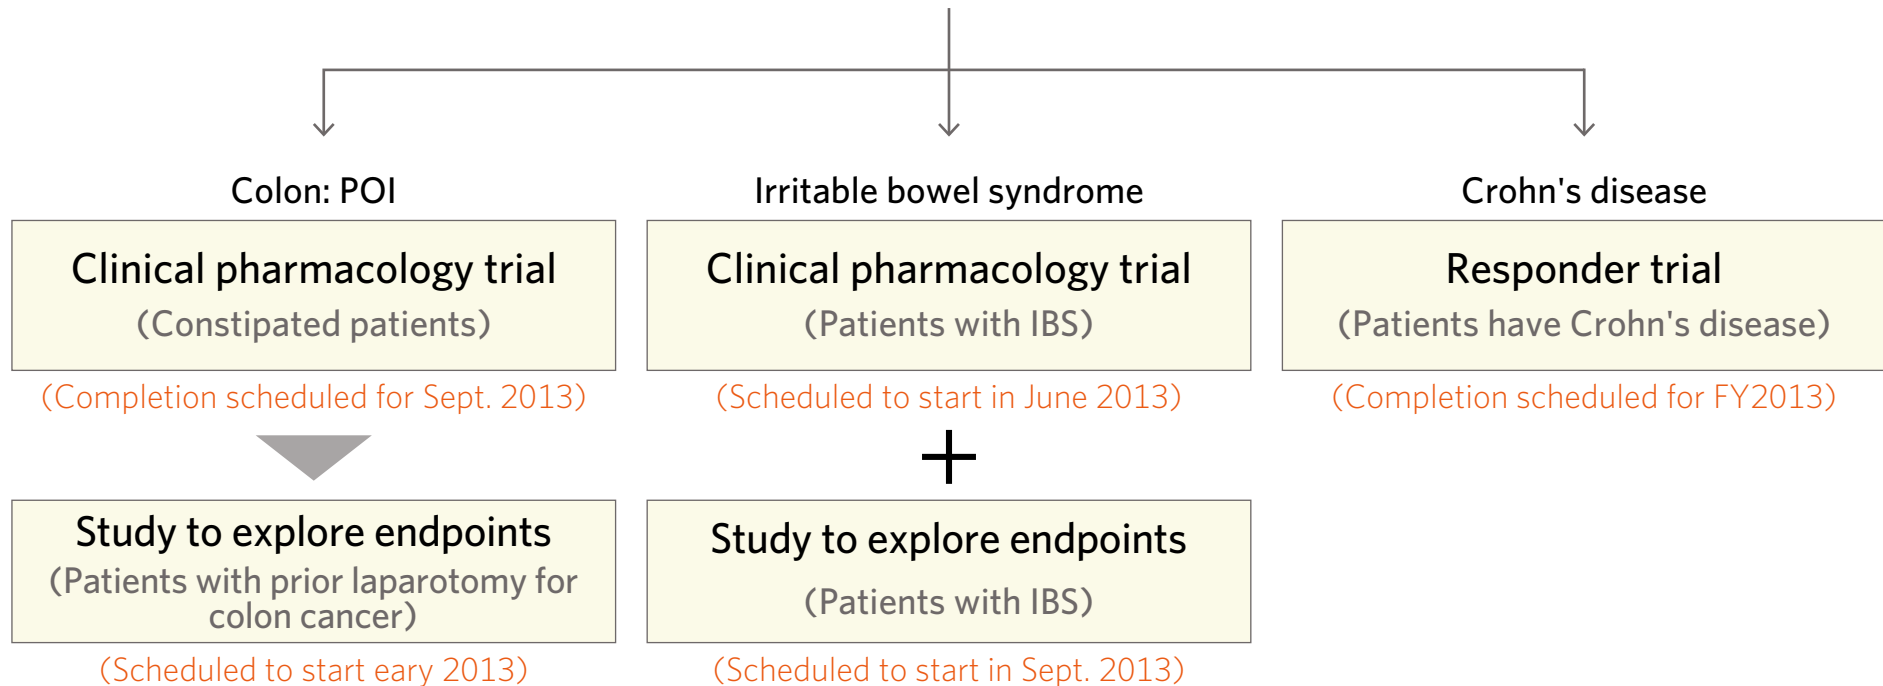 Colon: POI
Clinical pharmacology trial
(Constipated patients)
(Completion scheduled for Sept. 2013)
Study to explore endpoints
(Patients with prior laparotomy for
colon cancer)
(Scheduled to start eary 2013)
Irritable bowel syndrome
Clinical pharmacology trial
(Patients with IBS)
(Scheduled to start in June 2013)
+
Study to explore endpoints
(Patients with IBS)
(Scheduled to start in Sept. 2013)
Crohn's disease
Responder trial
(Patients have Crohn's disease)
(Completion scheduled for FY2013)